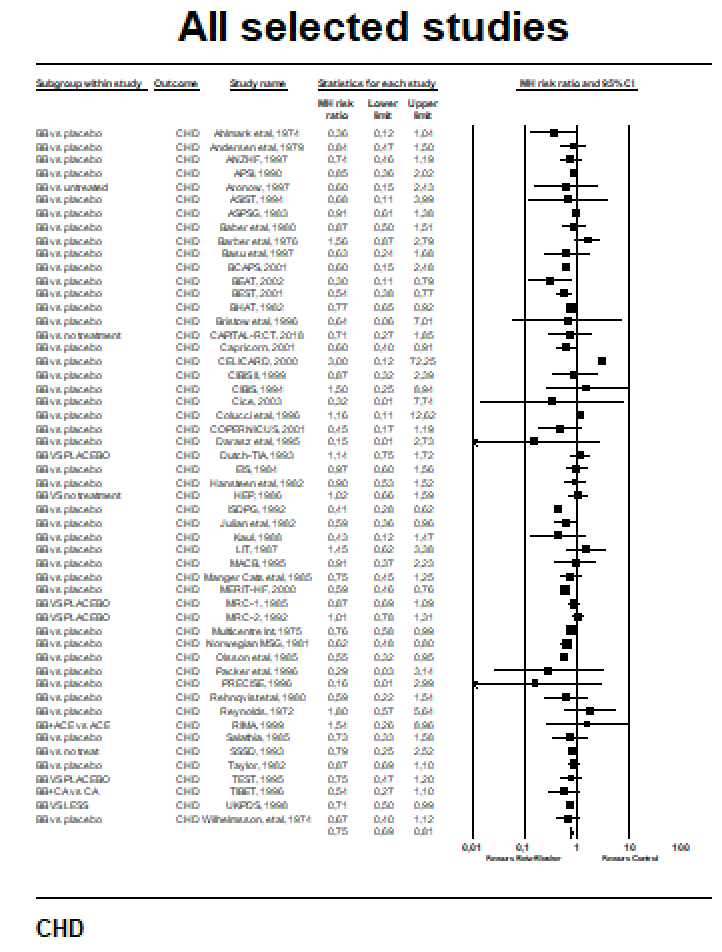 All selected studies
Subgroup within study Outcome Study name Statistics for each study MH risk ratio and 95% CI
MH risk ratio Lower limit Upper limit
BB vs placebo CHD Ahlmark et al, 1974 0,36 0,12 1,04
BB vs placebo CHD Andersen et al, 1979 0,84 0,47 1,50
BB vs placebo CHD ANZHF, 1997 0,74 0,46 1,19
BB vs placebo CHD APSI, 1990 0,85 0,36 2,02
BB vs untreated CHD Aronow, 1997 0,60 0,15 2,43
BB vs placebo CHD ASIST, 1994 0,68 0,11 3,99
BB vs placebo CHD ASPSG, 1983 0,91 0,61 1,38
BB vs placebo CHD Baber et al, 1980 0,87 0,50 1,51
BB vs placebo CHD Barber et al, 1976 1,56 0,87 2,79
BB vs placebo CHD Basu et al, 1997 0,63 0,24 1,68
BB vs placebo CHD BCAPS, 2001 0,60 0,15 2,48
BB vs placebo CHD BEAT, 2002 0,30 0,11 0,79
BB vs placebo CHD BEST, 2001 0,54 0,38 0,77
BB vs placebo CHD BHAT, 1982 0,77 0,65 0,92
BB vs placebo CHD Bristow et al, 1996 0,64 0,06 7,01
BB vs no treatment CHD CAPITAL-RCT, 2018 0,71 0,27 1,85
BB vs placebo CHD Capricorn, 2001 0,60 0,40 0,91
BB vs placebo CHD CELICARD, 2000 3,00 0,12 72,25
BB vs placebo CHD CIBIS II, 1999 0,87 0,32 2,39
BB vs placebo CHD CIBIS, 1994 1,50 0,25 8,94
BB vs placebo CHD Cice, 2003 0,32 0,01 7,74
BB vs placebo CHD Colucci et al, 1996 1,16 0,11 12,62
BB vs placebo CHD COPERNICUS, 2001 0,45 0,17 1,19
BB vs placebo CHD et al, 1995 0,15 0,01 2,73
BB VS PLACEBO CHD Dutch-TIA, 1993 1,14 0,75 1,72
BB vs placebo CHD EIS, 1984 0,97 0,60 1,56
BB vs placebo CHD Hansteen et al, 1982 0,90 0,53 1,52
BB VS no treatment CHD HEP, 1986 1,02 0,66 1,59
BB vs placebo CHD ISDPG, 1992 0,41 0,28 0,62
BB vs placebo CHD Julian et al, 1982 0,59 0,36 0,96
BB vs placebo CHD Kaul, 1988 0,43 0,12 1,47
BB vs placebo CHD LIT, 1987 1,45 0,62 3,38
BB vs placebo CHD MACB, 1995 0,91 0,37 2,23
BB vs placebo CHD Manger Cats et al, 1985 0,75 0,45 1,25
BB vs placebo CHD MERIT-HF, 2000 0,59 0,46 0,76
BB VS PLACEBO CHD MRC-1, 1985 0,87 0,69 1,09
BB VS PLACEBO CHD MRC-2, 1992 1,01 0,78 1,31
BB vs placebo CHD Multicentre Int, 1975 0,76 0,58 0,99
BB vs placebo CHD Norwegian MSG, 1981 0,62 0,48 0,80
BB vs placebo CHD Olsson et al, 1985 0,55 0,32 0,95
BB vs placebo CHD Packer et al, 1996 0,29 0,03 3,14
BB vs placebo CHD PRECISE, 1996 0,16 0,01 2,99
BB vs placebo CHD Rehnqvist et al, 1980 0,59 0,22 1,54
BB vs placebo CHD Reynolds, 1972 1,80 0,57 5,64
BB+ACE vs ACE CHD RIMA, 1999 1,54 0,26 8,96
BB vs placebo CHD Salathia, 1985 0,73 0,33 1,58
BB vs no treat CHD SSSD, 1993 0,79 0,25 2,52
BB vs placebo CHD Taylor, 1982 0,87 0,69 1,10
BB VS PLACEBO CHD TEST, 1995 0,75 0,47 1,20
BB+CA vs CA CHD TIBET, 1996 0,54 0,27 1,10
BB VS LESS CHD UKPDS, 1998 0,71 0,50 0,99
BB vs placebo CHD Wilhelmsson, et al, 1974 0,67 0,40 1,12
0,75 0,69 0,81
0,01 0,1 1 10 100
Favours Beta-Blocker Favours Control
CHD